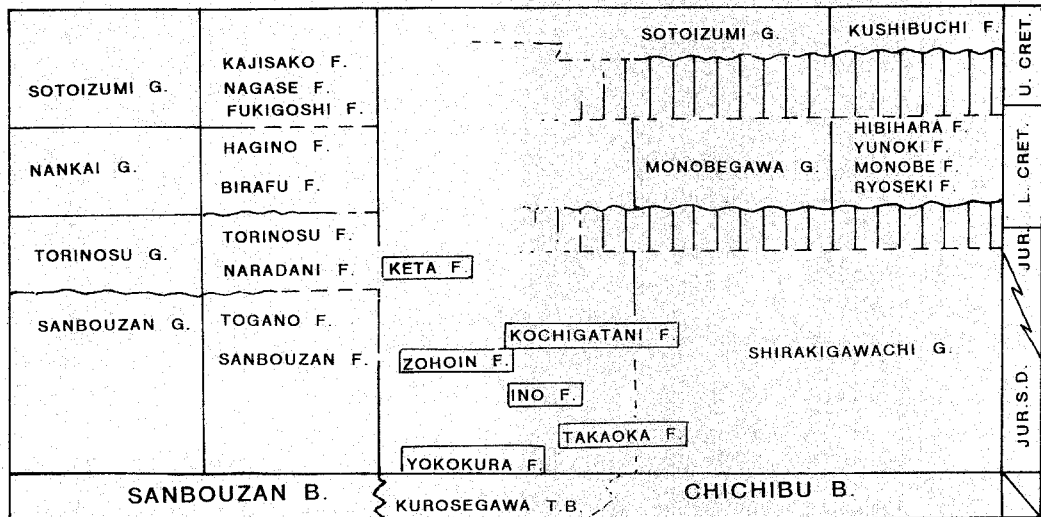 SOTOIZUMI G.
KUSHIBUCHI F.
U. CRET.
SOTOIZUMI G.
KAJISAKO F.
NAGASE F.
FUKIGOSHI F.
NANKAI G.
HAGINO F.
BIRAFU F.
MONOBEGAWA G.
HIBIHARA F.
YUNOKI F.
MONOBE F.
RYOSEKI F.
L. CRET.
TORINOSU G.
TORINOSU F.
NARADANI F.
KETA F.
JUR.
SANBOUZAN G.
TOGANO F.
SANBOUZAN F.
KOCHIGATANI F.
ZOHOIN F.
INO F.
TAKAOKA F.
YOKOKURA F.
SHIRAKIGAWACHI G.
JUR.S.D.
SANBOUZAN B.
KUROSEGAWA T.B.
CHICHIBU B.